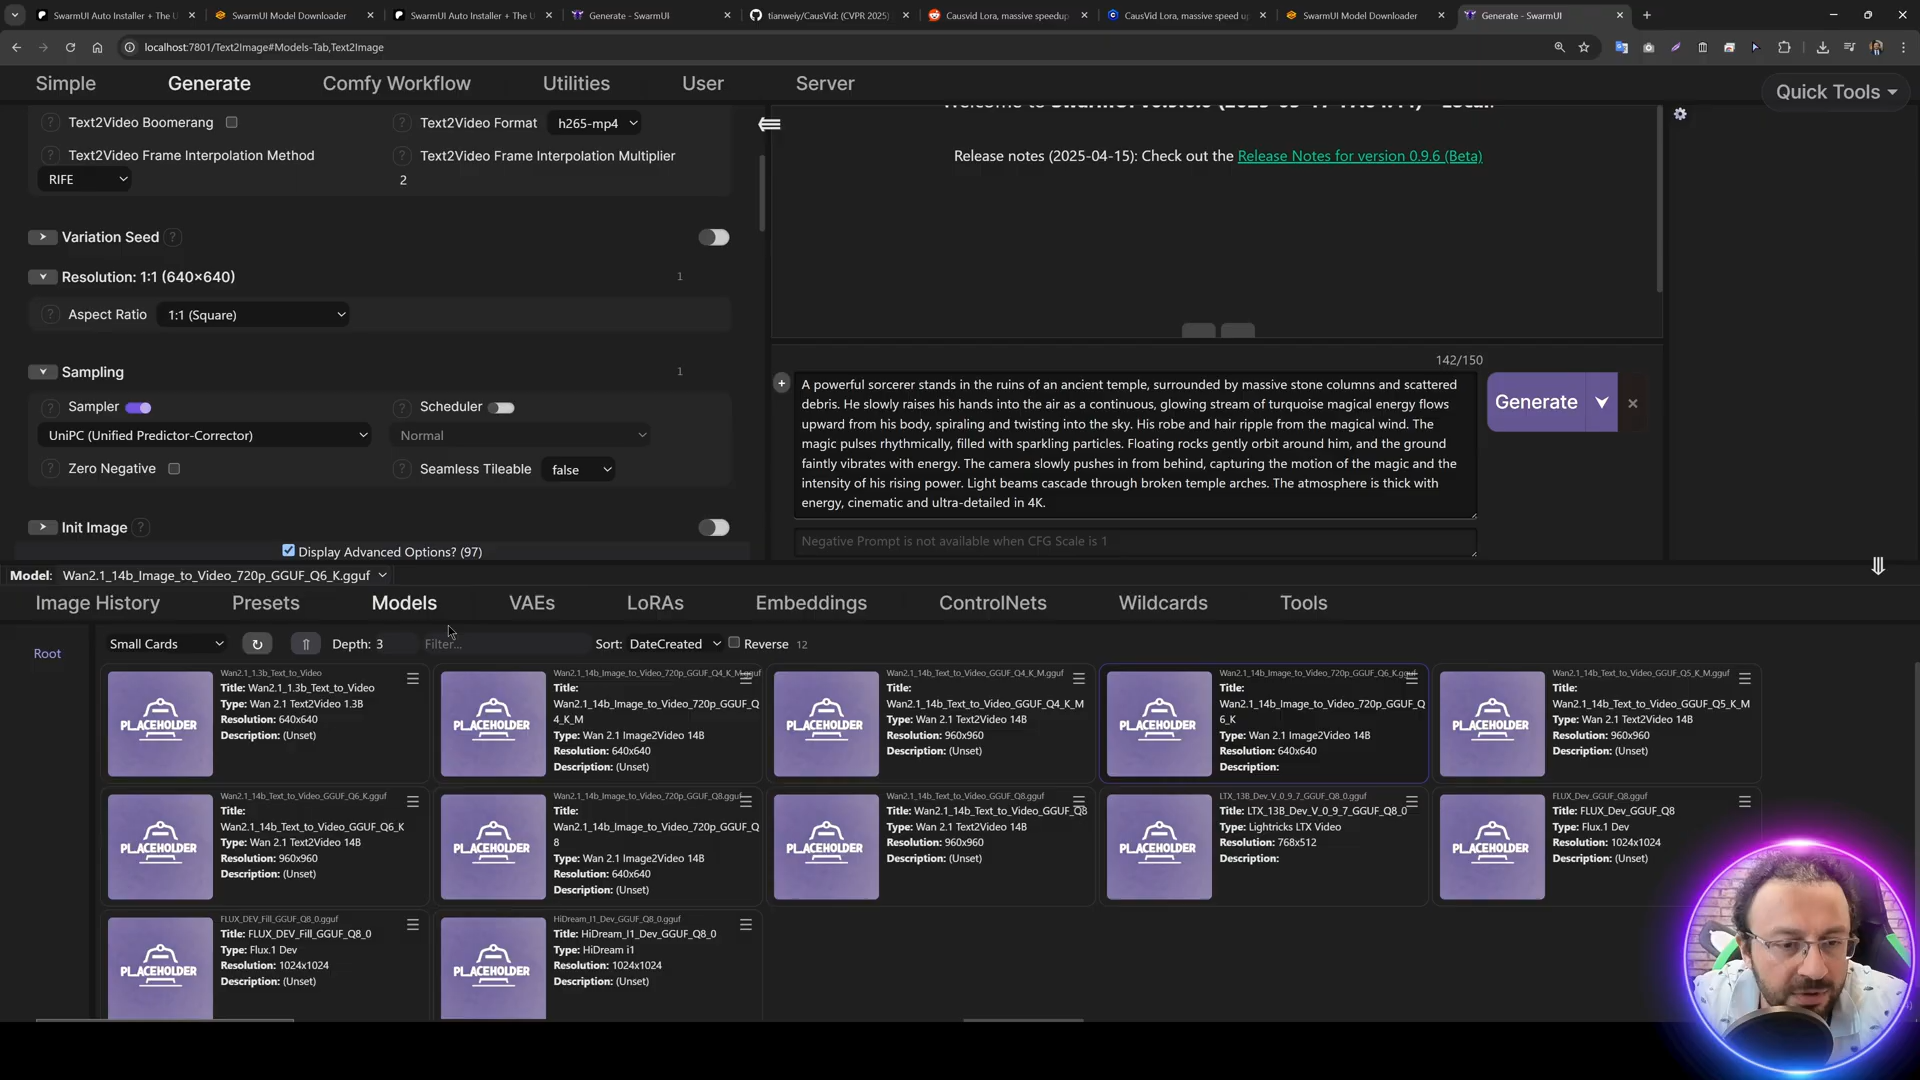 SwarmUI Auto Installer + The U
SwarmUI Model Downloader
SwarmUI Auto Installer + The U
Generate - SwarmUI
tianweiy/CausVid: (CVPR 2025)
Causvid Lora, massive speedup
CausVid LoRA, massive speed up
SwarmUI Model Downloader
Generate - SwarmUI
localhost:7801/Text2Image#Models-Tab,Text2Image
Simple
Generate
Comfy Workflow
Utilities
User
Server
Quick Tools
Text2Video Boomerang
Text2Video Format
h265-mp4
Text2Video Frame Interpolation Method
RIFE
Text2Video Frame Interpolation Multiplier
2
Variation Seed ?
Resolution: 1:1 (640×640)
1
Aspect Ratio
1:1 (Square)
Sampling
1
Sampler
UniPC (Unified Predictor-Corrector)
Scheduler
Normal
Zero Negative
Seamless Tileable
false
Init Image ?
Display Advanced Options? (97)
Release notes (2025-04-15): Check out the Release Notes for version 0.9.6 (Beta)
142/150
A powerful sorcerer stands in the ruins of an ancient temple, surrounded by massive stone columns and scattered
debris. He slowly raises his hands into the air as a continuous, glowing stream of turquoise magical energy flows
upward from his body, spiraling and twisting into the sky. His robe and hair ripple from the magical wind. The
magic pulses rhythmically, filled with sparkling particles. Floating rocks gently orbit around him, and the ground
faintly vibrates with energy. The camera slowly pushes in from behind, capturing the motion of the magic and the
intensity of his rising power. Light beams cascade through broken temple arches. The atmosphere is thick with
energy, cinematic and ultra-detailed in 4K.
Generate
Negative Prompt is not available when CFG Scale is 1
Model: Wan2.1_14b_Image_to_Video_720p_GGUF_Q6_K.gguf
Image History
Presets
Models
VAEs
LoRAs
Embeddings
ControlNets
Wildcards
Tools
Root
Small Cards
Depth: 3
Filter...
Sort: DateCreated
Reverse 12
PLACEHOLDER
Wan2.1_1.3b_Text_to_Video
Title: Wan2.1_1.3b_Text_to_Video
Type: Wan 2.1 Text2Video 1.3B
Resolution: 640x640
Description: (Unset)
PLACEHOLDER
Wan2.1_14b_Image_to_Video_720p_GGUF_Q4_K_M.gguf
Title:
Wan2.1_14b_Image_to_Video_720p_GGUF_Q
4_K_M
Type: Wan 2.1 Image2Video 14B
Resolution: 640x640
Description: (Unset)
PLACEHOLDER
Wan2.1_14b_Text_to_Video_GGUF_Q4_K_M.gguf
Title:
Wan2.1_14b_Text_to_Video_GGUF_Q4_K_M
Type: Wan 2.1 Text2Video 14B
Resolution: 960x960
Description: (Unset)
PLACEHOLDER
Wan2.1_14b_Image_to_Video_720p_GGUF_Q6_K.gguf
Title:
Wan2.1_14b_Image_to_Video_720p_GGUF_Q
6_K
Type: Wan 2.1 Image2Video 14B
Resolution: 640x640
Description:
PLACEHOLDER
Wan2.1_14b_Text_to_Video_GGUF_Q5_K_M.gguf
Title:
Wan2.1_14b_Text_to_Video_GGUF_Q5_K_M
Type: Wan 2.1 Text2Video 14B
Resolution: 960x960
Description: (Unset)
PLACEHOLDER
Wan2.1_14b_Text_to_Video_GGUF_Q6_K.gguf
Title:
Wan2.1_14b_Text_to_Video_GGUF_Q6_K
Type: Wan 2.1 Text2Video 14B
Resolution: 960x960
Description: (Unset)
PLACEHOLDER
Wan2.1_14b_Image_to_Video_720p_GGUF_Q8.gguf
Title:
Wan2.1_14b_Image_to_Video_720p_GGUF_Q
8
Type: Wan 2.1 Image2Video 14B
Resolution: 640x640
Description: (Unset)
PLACEHOLDER
Wan2.1_14b_Text_to_Video_GGUF_Q8.gguf
Title: Wan2.1_14b_Text_to_Video_GGUF_Q8
Type: Wan 2.1 Text2Video 14B
Resolution: 960x960
Description: (Unset)
PLACEHOLDER
LTX_13B_Dev_V_0_9_7_GGUF_Q8_0.gguf
Title: LTX_13B_Dev_V_0_9_7_GGUF_Q8_0
Type: Lightricks LTX Video
Resolution: 768x512
Description:
PLACEHOLDER
FLUX_Dev_GGUF_Q8.gguf
Title: FLUX_Dev_GGUF_Q8
Type: Flux.1 Dev
Resolution: 1024x1024
Description: (Unset)
PLACEHOLDER
FLUX_DEV_Fill_GGUF_Q8_0.gguf
Title: FLUX_DEV_Fill_GGUF_Q8_0
Type: Flux.1 Dev
Resolution: 1024x1024
Description: (Unset)
PLACEHOLDER
HiDream_I1_Dev_GGUF_Q8_0.gguf
Title: HiDream_I1_Dev_GGUF_Q8_0
Type: HiDream i1
Resolution: 1024x1024
Description: (Unset)